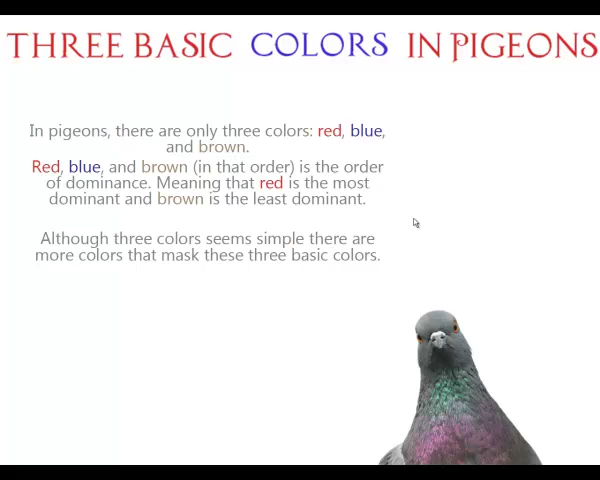 THREE BASIC COLORS IN PIGEONS
In pigeons, there are only three colors: red, blue,
and brown.
Red, blue, and brown (in that order) is the order
of dominance. Meaning that red is the most
dominant and brown is the least dominant.
Although three colors seems simple there are
more colors that mask these three basic colors.